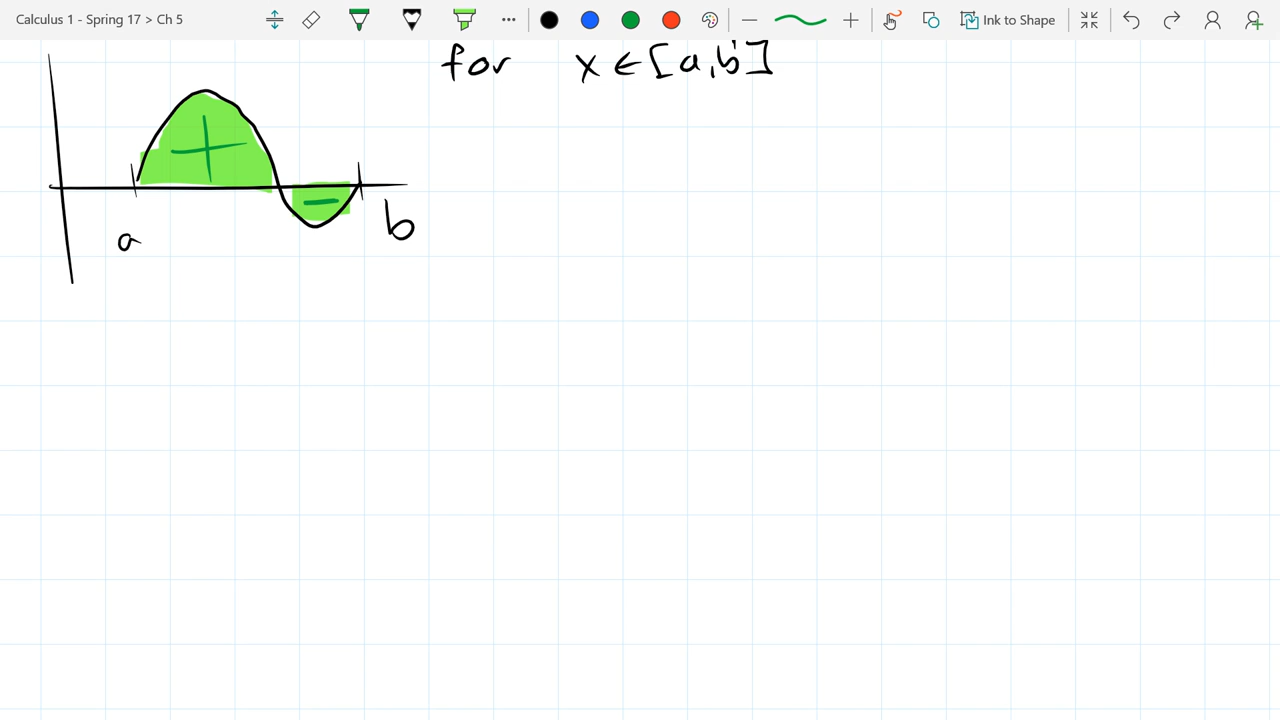 Calculus 1 - Spring 17 > Ch 5
Ink to Shape
for x ∈ [a,b]
+
−
a
b